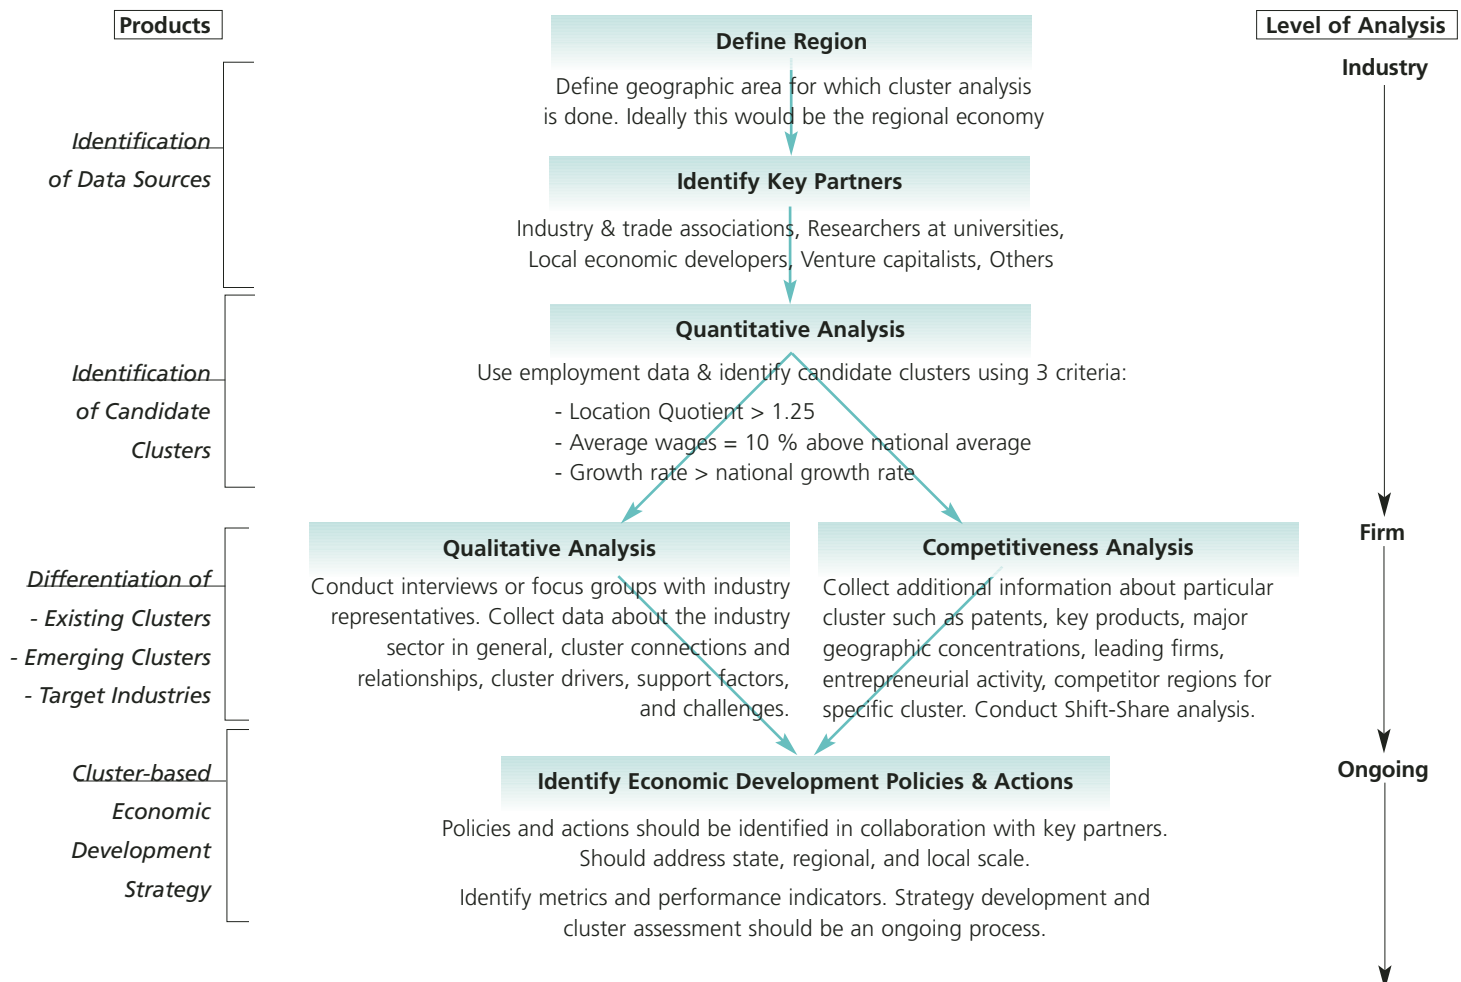 Products
Level of Analysis
Define Region
Industry
Define geographic area for which cluster analysis
is done. Ideally this would be the regional economy
Identification
of Data Sources
Identify Key Partners
Industry & trade associations, Researchers at universities,
Local economic developers, Venture capitalists, Others
Quantitative Analysis
Identification
of Candidate
Clusters
Use employment data & identify candidate clusters using 3 criteria:
- Location Quotient > 1.25
- Average wages = 10 % above national average
- Growth rate > national growth rate
Firm
Differentiation of
- Existing Clusters
- Emerging Clusters
- Target Industries
Qualitative Analysis
Conduct interviews or focus groups with industry
representatives. Collect data about the industry
sector in general, cluster connections and
relationships, cluster drivers, support factors,
and challenges.
Competitiveness Analysis
Collect additional information about particular
cluster such as patents, key products, major
geographic concentrations, leading firms,
entrepreneurial activity, competitor regions for
specific cluster. Conduct Shift-Share analysis.
Ongoing
Cluster-based
Economic
Development
Strategy
Identify Economic Development Policies & Actions
Policies and actions should be identified in collaboration with key partners.
Should address state, regional, and local scale.
Identify metrics and performance indicators. Strategy development and
cluster assessment should be an ongoing process.